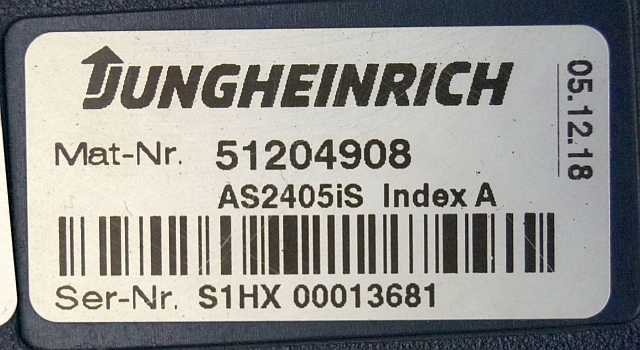 JUNGHEINRICH
Mat-Nr. 51204908
AS2405iS Index A
Ser-Nr. S1HX 00013681
05.12.18